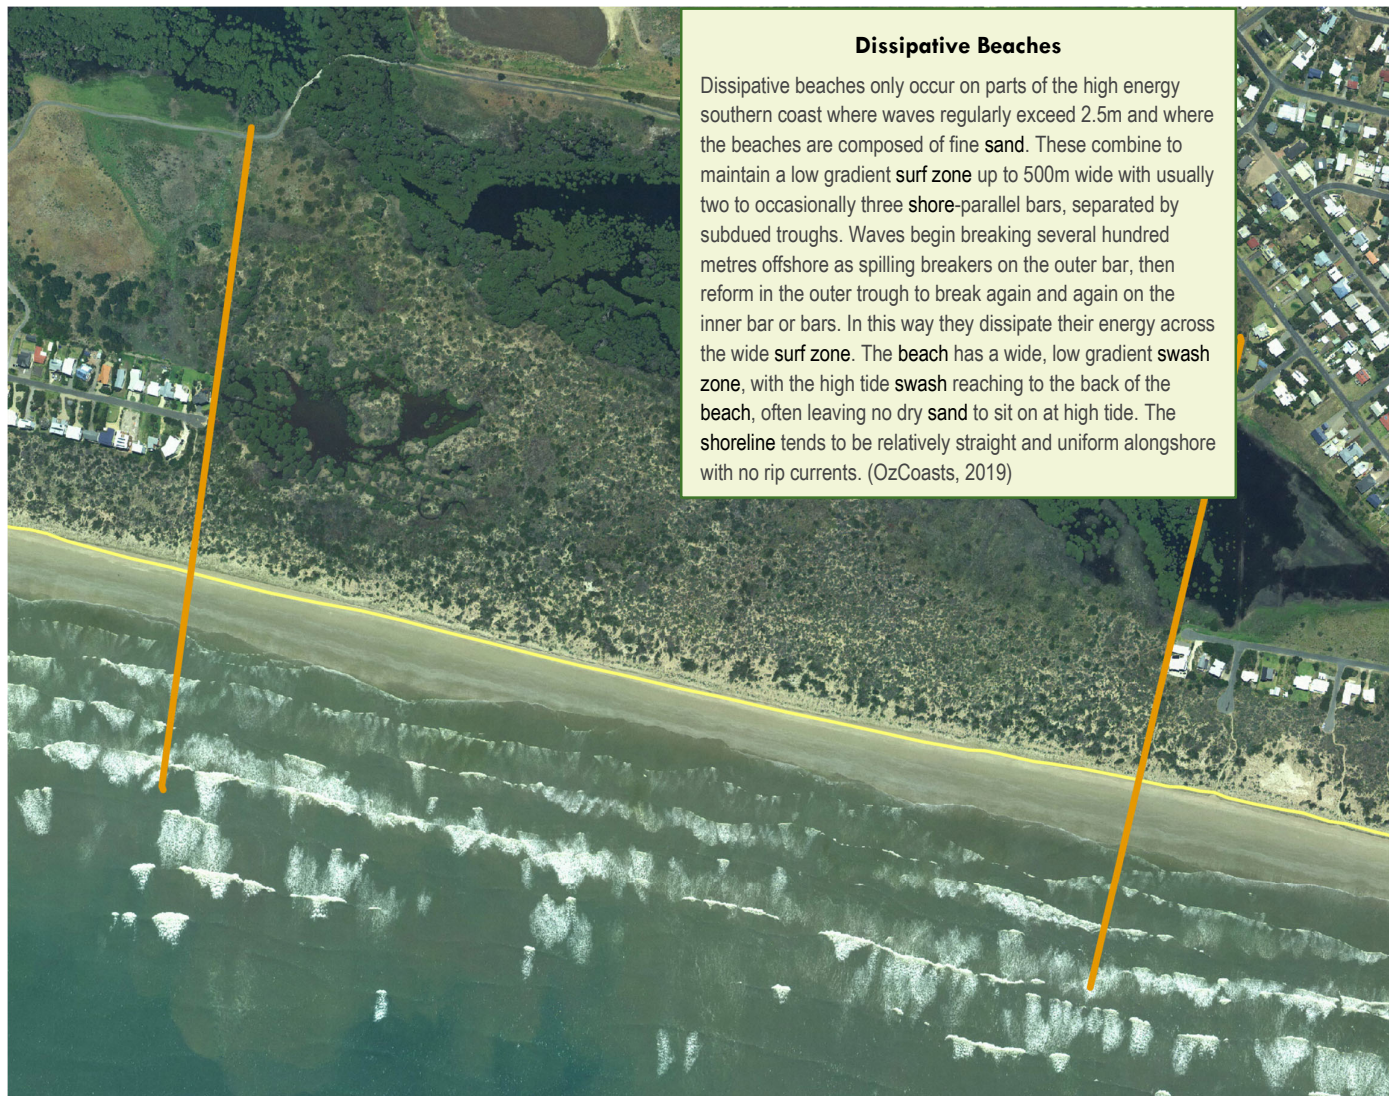 Dissipative Beaches
Dissipative beaches only occur on parts of the high energy
southern coast where waves regularly exceed 2.5m and where
the beaches are composed of fine sand. These combine to
maintain a low gradient surf zone up to 500m wide with usually
two to occasionally three shore-parallel bars, separated by
subdued troughs. Waves begin breaking several hundred
metres offshore as spilling breakers on the outer bar, then
reform in the outer trough to break again and again on the
inner bar or bars. In this way they dissipate their energy across
the wide surf zone. The beach has a wide, low gradient swash
zone, with the high tide swash reaching to the back of the
beach, often leaving no dry sand to sit on at high tide. The
shoreline tends to be relatively straight and uniform alongshore
with no rip currents. (OzCoasts, 2019)